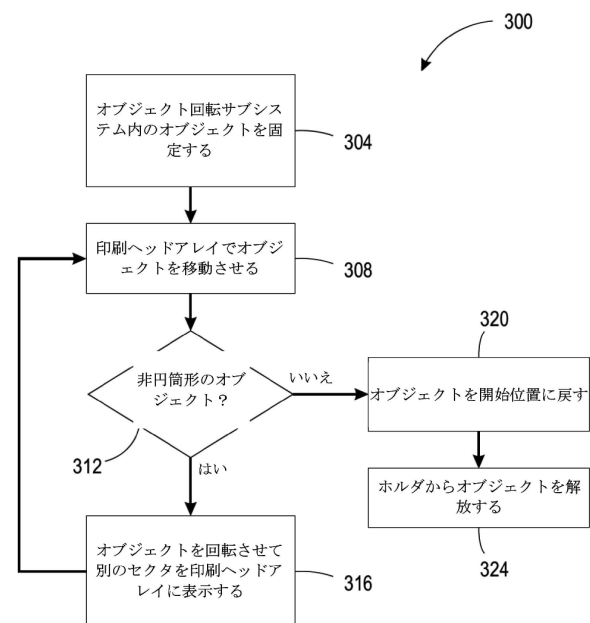 300
オブジェクト回転サブシス
テム内のオブジェクトを固
定する
304
印刷ヘッドアレイでオブジ
ェクトを移動させる
308
非円筒形のオブ
ジェクト？
312
いいえ
はい
320
オブジェクトを開始位置に戻す
ホルダからオブジェクトを解
放する
324
オブジェクトを回転させて
別のセクタを印刷ヘッドア
レイに表示する
316